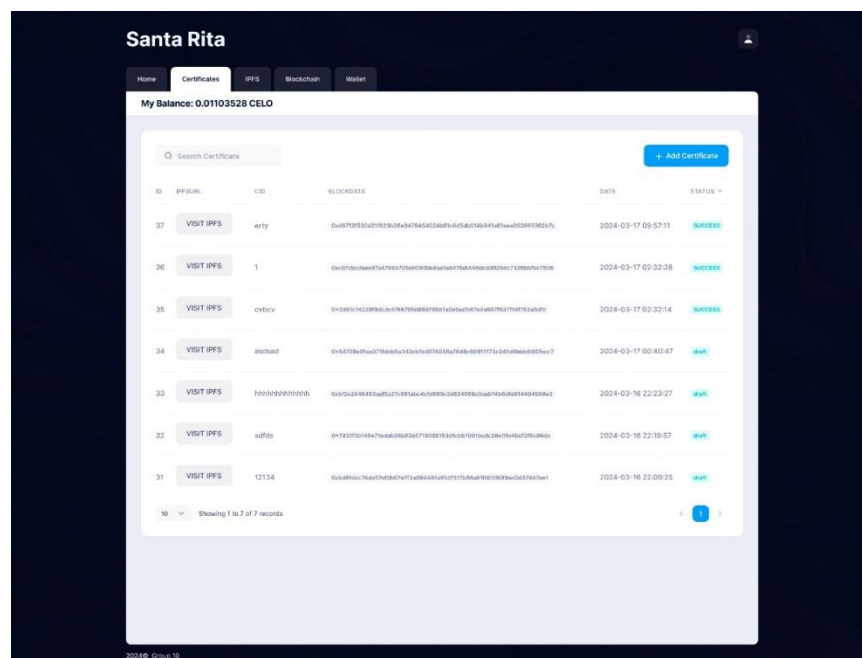 Santa Rita
Home Certificates IPFS Blockchain Wallet
My Balance: 0.01103528 CELO
Search Certificate + Add Certificate
ID IPFSURL CID BLOCKDATA DATE STATUS
37 VISIT IPFS erty 2024-03-17 09:57:11 SUCCESS
36 VISIT IPFS 1 2024-03-17 02:32:28 SUCCESS
35 VISIT IPFS cvbcv 2024-03-17 02:32:14 SUCCESS
34 VISIT IPFS asdsad 2024-03-17 00:40:47 draft
33 VISIT IPFS hhhhhhhhhhhhh 2024-03-16 22:23:27 draft
32 VISIT IPFS sdfds 2024-03-16 22:19:57 draft
31 VISIT IPFS 12134 2024-03-16 22:09:25 draft
10 Showing 1 to 7 of 7 records < 1 >
2024© Group 10